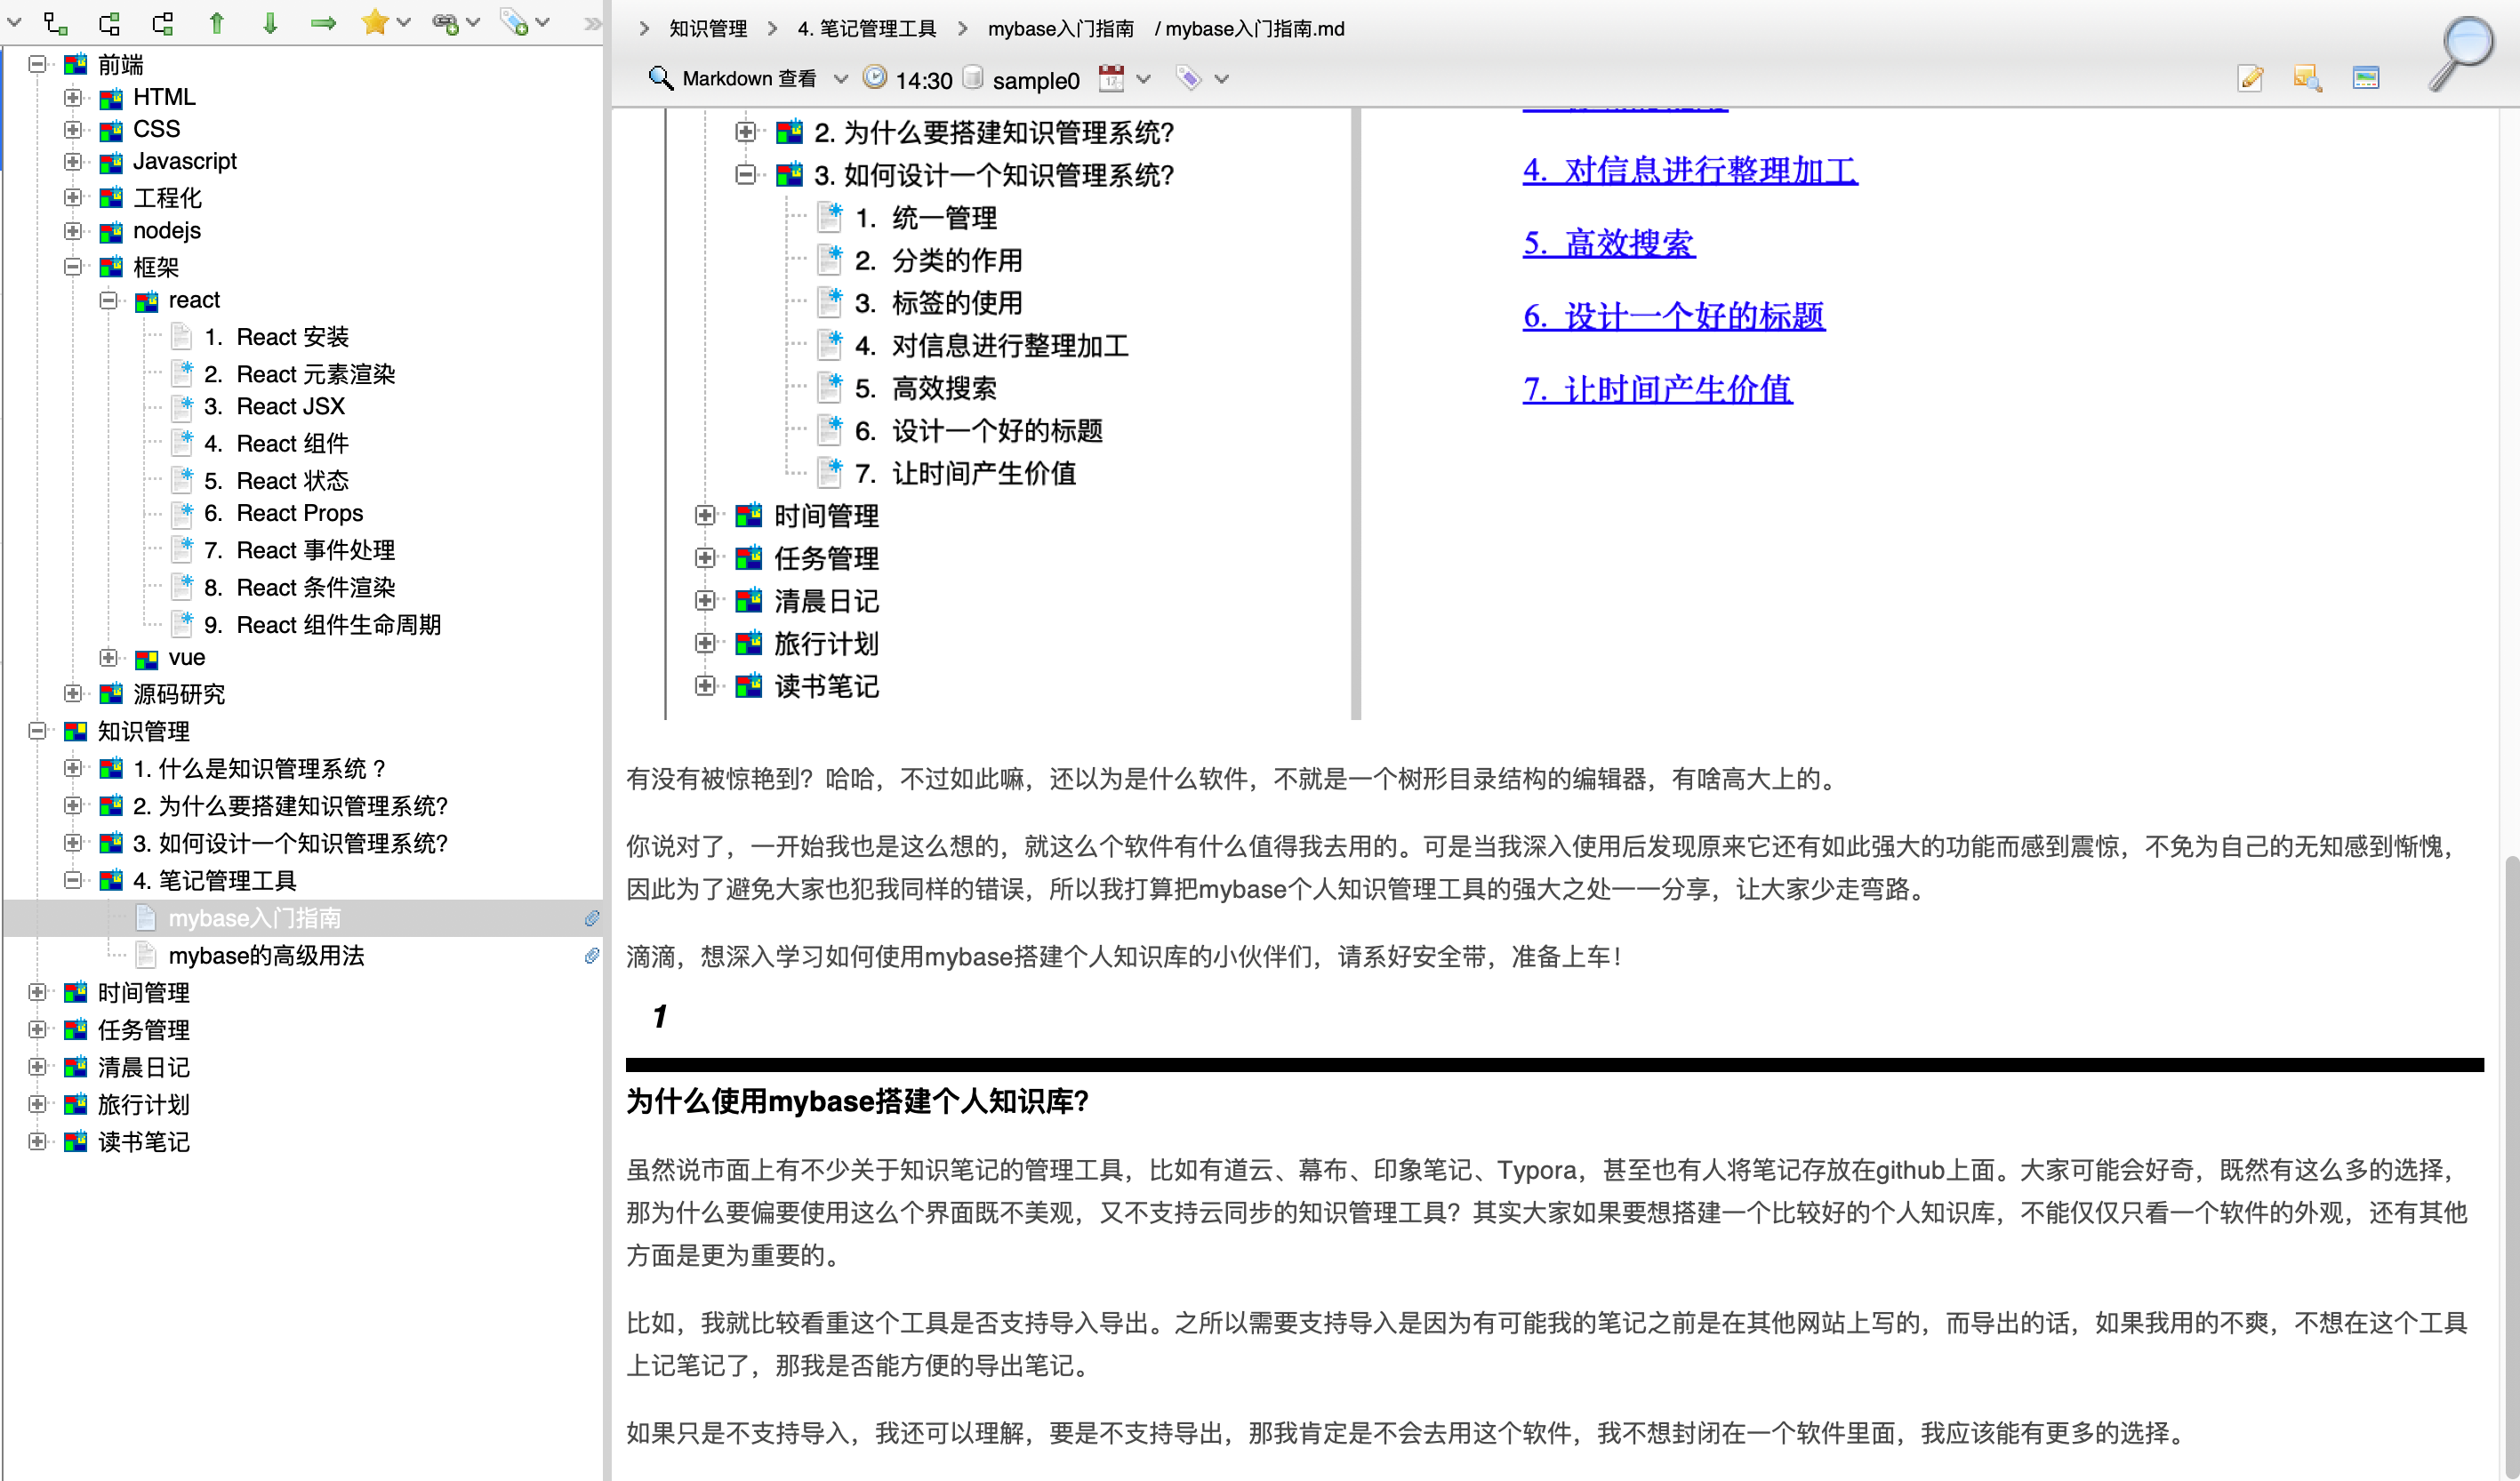 前端
HTML
CSS
Javascript
工程化
nodejs
框架
react
1. React 安装
2. React 元素渲染
3. React JSX
4. React 组件
5. React 状态
6. React Props
7. React 事件处理
8. React 条件渲染
9. React 组件生命周期
vue
源码研究
知识管理
1. 什么是知识管理系统 ?
2. 为什么要搭建知识管理系统?
3. 如何设计一个知识管理系统?
4. 笔记管理工具
mybase入门指南
mybase的高级用法
时间管理
任务管理
清晨日记
旅行计划
读书笔记
知识管理 4. 笔记管理工具 mybase入门指南 / mybase入门指南.md
Markdown 查看 14:30 sample0 17
2. 为什么要搭建知识管理系统?
3. 如何设计一个知识管理系统?
1. 统一管理
2. 分类的作用
3. 标签的使用
4. 对信息进行整理加工
5. 高效搜索
6. 设计一个好的标题
7. 让时间产生价值
时间管理
任务管理
清晨日记
旅行计划
读书笔记
4. 对信息进行整理加工
5. 高效搜索
6. 设计一个好的标题
7. 让时间产生价值
有没有被惊艳到？哈哈，不过如此嘛，还以为是什么软件，不就是一个树形目录结构的编辑器，有啥高大上的。
你说对了，一开始我也是这么想的，就这么个软件有什么值得我去用的。可是当我深入使用后发现原来它还有如此强大的功能而感到震惊，不免为自己的无知感到惭愧，
因此为了避免大家也犯我同样的错误，所以我打算把mybase个人知识管理工具的强大之处一一分享，让大家少走弯路。
滴滴，想深入学习如何使用mybase搭建个人知识库的小伙伴们，请系好安全带，准备上车！
1
为什么使用mybase搭建个人知识库?
虽然说市面上有不少关于知识笔记的管理工具，比如有道云、幕布、印象笔记、Typora，甚至也有人将笔记存放在github上面。大家可能会好奇，既然有这么多的选择，
那为什么要偏要使用这么个界面既不美观，又不支持云同步的知识管理工具？其实大家如果要想搭建一个比较好的个人知识库，不能仅仅只看一个软件的外观，还有其他
方面是更为重要的。
比如，我就比较看重这个工具是否支持导入导出。之所以需要支持导入是因为有可能我的笔记之前是在其他网站上写的，而导出的话，如果我用的不爽，不想在这个工具
上记笔记了，那我是否能方便的导出笔记。
如果只是不支持导入，我还可以理解，要是不支持导出，那我肯定是不会去用这个软件，我不想封闭在一个软件里面，我应该能有更多的选择。